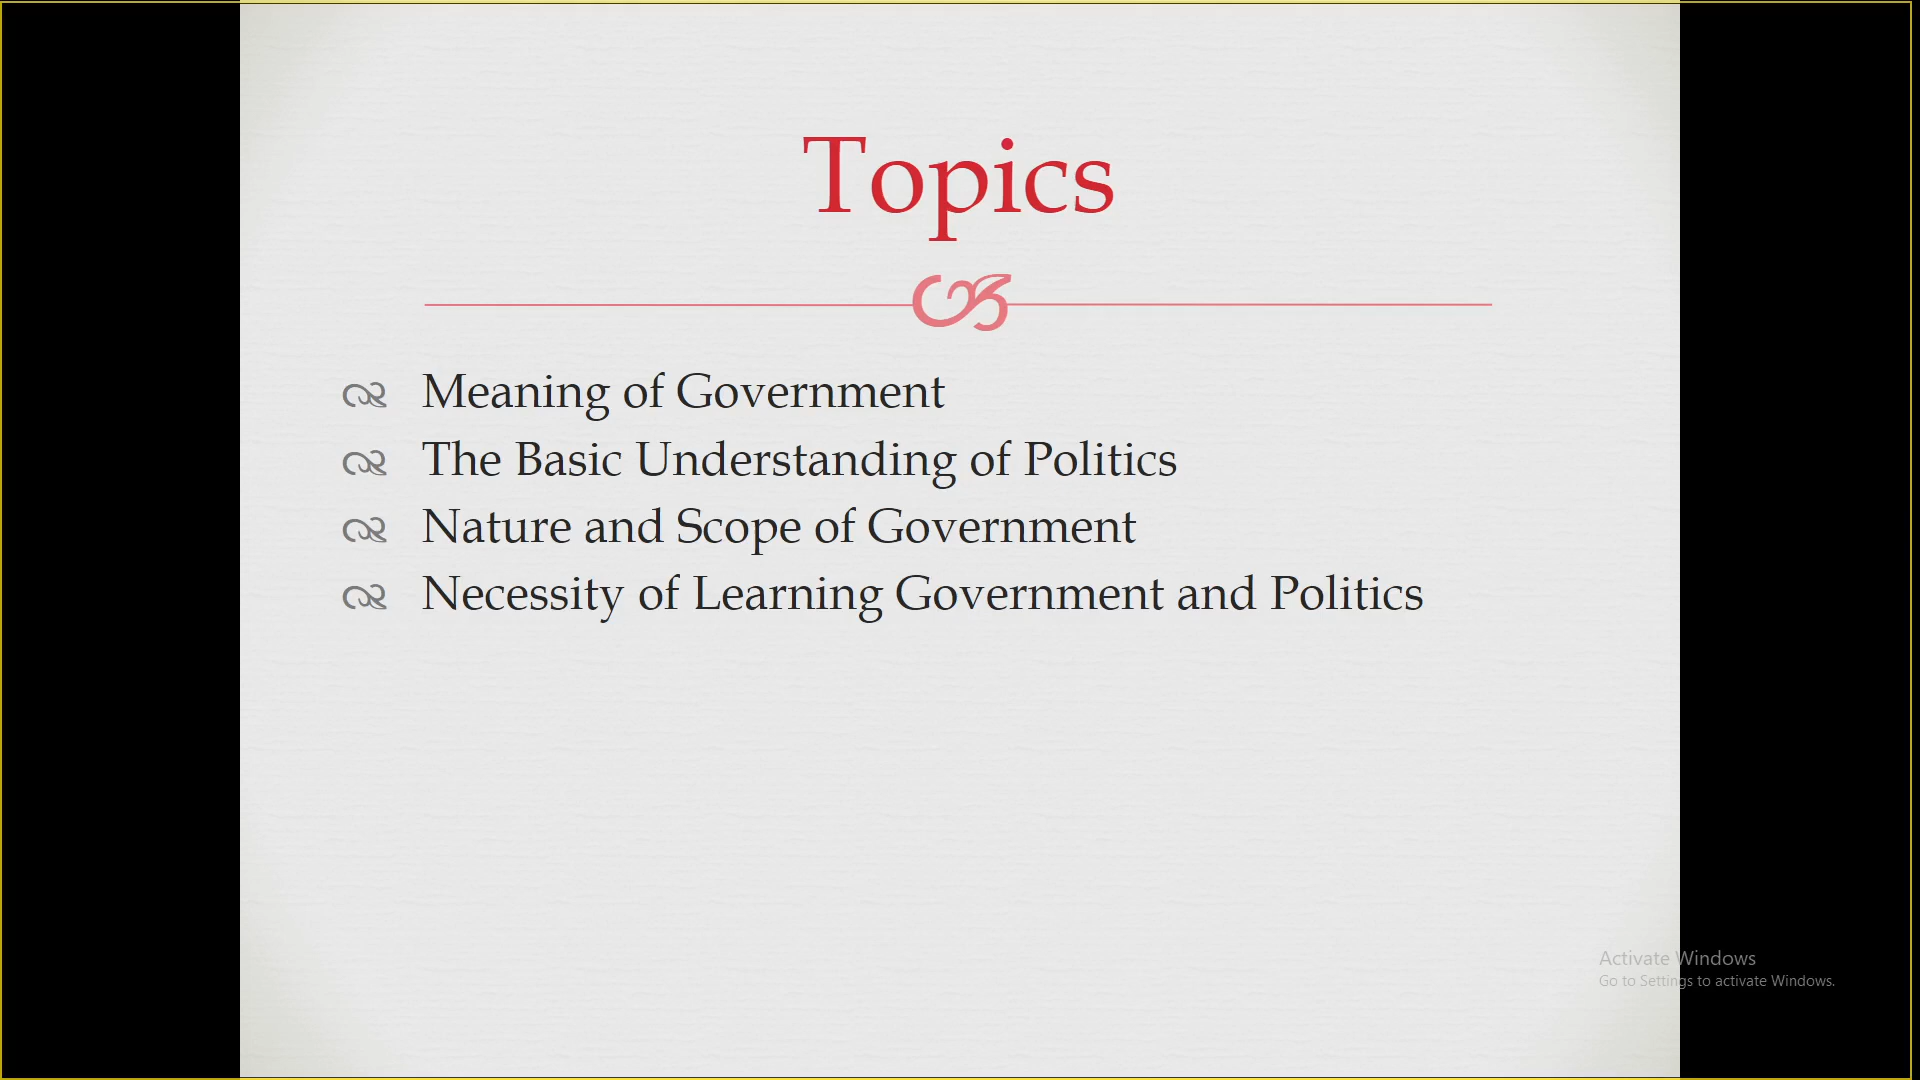 Topics
Meaning of Government
The Basic Understanding of Politics
Nature and Scope of Government
Necessity of Learning Government and Politics
Activate Windows
Go to Settings to activate Windows.